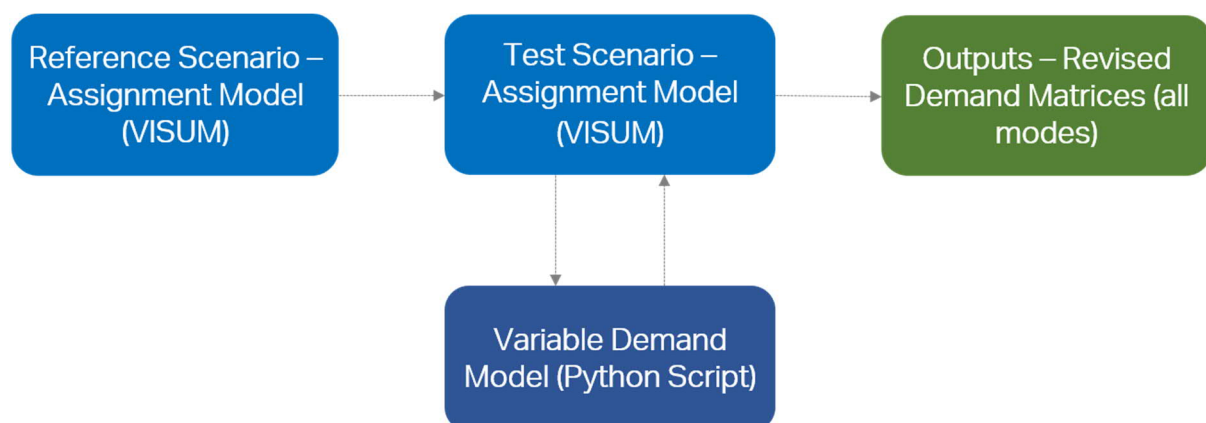 Reference Scenario –
Assignment Model
(VISUM)
Test Scenario –
Assignment Model
(VISUM)
Outputs – Revised
Demand Matrices (all
modes)
Variable Demand
Model (Python Script)